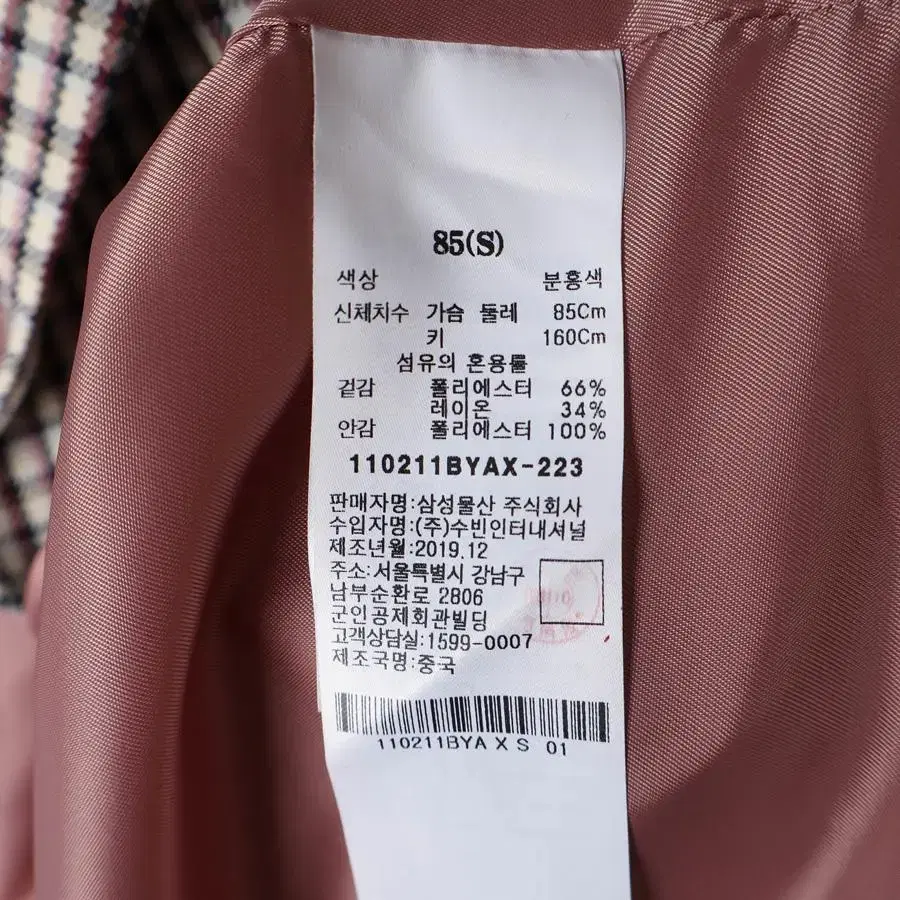 85(S)
색상 분홍색
신체치수 가슴 둘레 85Cm
키 160Cm
섬유의 혼용률
겉감 폴리에스터 66%
레이온 34%
안감 폴리에스터 100%
110211BYAX-223
판매자명:삼성물산 주식회사
수입자명:(주)수빈인터내셔널
제조년월:2019.12
주소:서울특별시 강남구
남부순환로 2806
군인공제회관빌딩
고객상담실:1599-0007
제조국명:중국
110211BYA X S 01